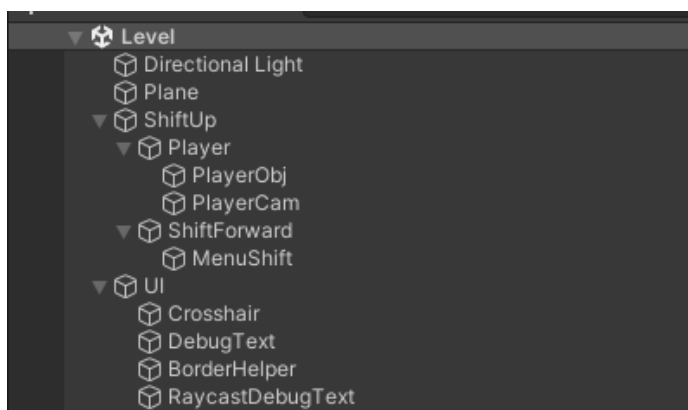 Level
Directional Light
Plane
ShiftUp
Player
PlayerObj
PlayerCam
ShiftForward
MenuShift
UI
Crosshair
DebugText
BorderHelper
RaycastDebugText